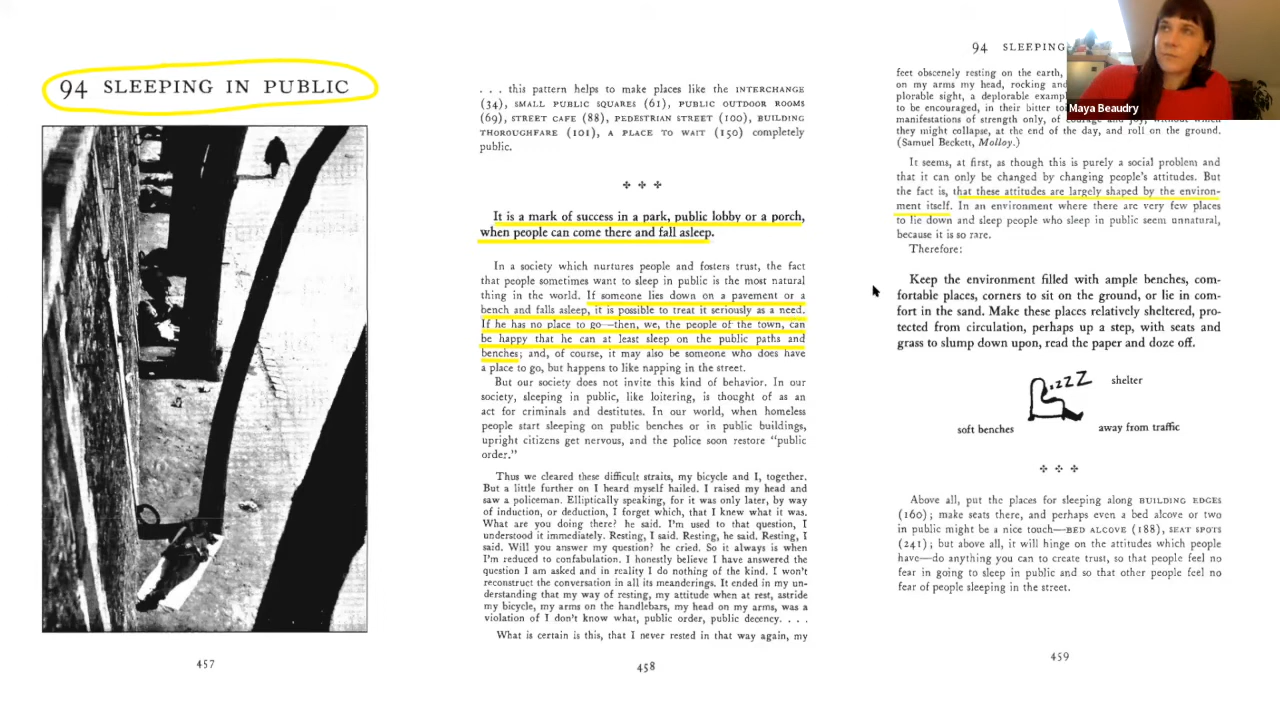 94 SLEEPING IN PUBLIC
457
. . . this pattern helps to make places like the INTERCHANGE
(34), SMALL PUBLIC SQUARES (61), PUBLIC OUTDOOR ROOMS
(69), STREET CAFE (88), PEDESTRIAN STREET (100), BUILDING
THOROUGHFARE (101), A PLACE TO WAIT (150) completely
public.
It is a mark of success in a park, public lobby or a porch,
when people can come there and fall asleep.
In a society which nurtures people and fosters trust, the fact
that people sometimes want to sleep in public is the most natural
thing in the world. If someone lies down on a pavement or a
bench and falls asleep, it is possible to treat it seriously as a need.
If he has no place to go—then, we, the people of the town, can
be happy that he can at least sleep on the public paths and
benches; and, of course, it may also be someone who does have
a place to go, but happens to like napping in the street.
But our society does not invite this kind of behavior. In our
society, sleeping in public, like loitering, is thought of as an
act for criminals and destitutes. In our world, when homeless
people start sleeping on public benches or in public buildings,
upright citizens get nervous, and the police soon restore "public
order."
Thus we cleared these difficult straits, my bicycle and I, together.
But a little further on I heard myself hailed. I raised my head and
saw a policeman. Elliptically speaking, for it was only later, by way
of induction, or deduction, I forget which, that I knew what it was.
What are you doing there? he said. I'm used to that question, I
understood it immediately. Resting, I said. Resting, he said. Resting, I
said. Will you answer my question? he cried. So it always is when
I'm reduced to confabulation. I honestly believe I have answered the
question I am asked and in reality I do nothing of the kind. I won't
reconstruct the conversation in all its meanderings. It ended in my un-
derstanding that my way of resting, my attitude when at rest, astride
my bicycle, my arms on the handlebars, my head on my arms, was a
violation of I don't know what, public order, public decency. . . .
What is certain is this, that I never rested in that way again, my
458
94 SLEEPING
feet obscenely resting on the earth,
on my arms my head, rocking and
plorable sight, a deplorable
to be encouraged, in their bitter
manifestations of strength only, of
they might collapse, at the end of the day, and roll on the ground.
(Samuel Beckett, Molloy.)
It seems, at first, as though this is purely a social problem and
that it can only be changed by changing people's attitudes. But
the fact is, that these attitudes are largely shaped by the environ-
ment itself. In an environment where there are very few places
to lie down and sleep people who sleep in public seem unnatural,
because it is so rare.
Therefore:
Keep the environment filled with ample benches, com-
fortable places, corners to sit on the ground, or lie in com-
fort in the sand. Make these places relatively sheltered, pro-
tected from circulation, perhaps up a step, with seats and
grass to slump down upon, read the paper and doze off.
zzZZ
shelter
soft benches
away from traffic
Above all, put the places for sleeping along BUILDING EDGES
(160); make seats there, and perhaps even a bed alcove or two
in public might be a nice touch—BED ALCOVE (188), SEAT SPOTS
(241); but above all, it will hinge on the attitudes which people
have—do anything you can to create trust, so that people feel no
fear in going to sleep in public and so that other people feel no
fear of people sleeping in the street.
459
Maya Beaudry